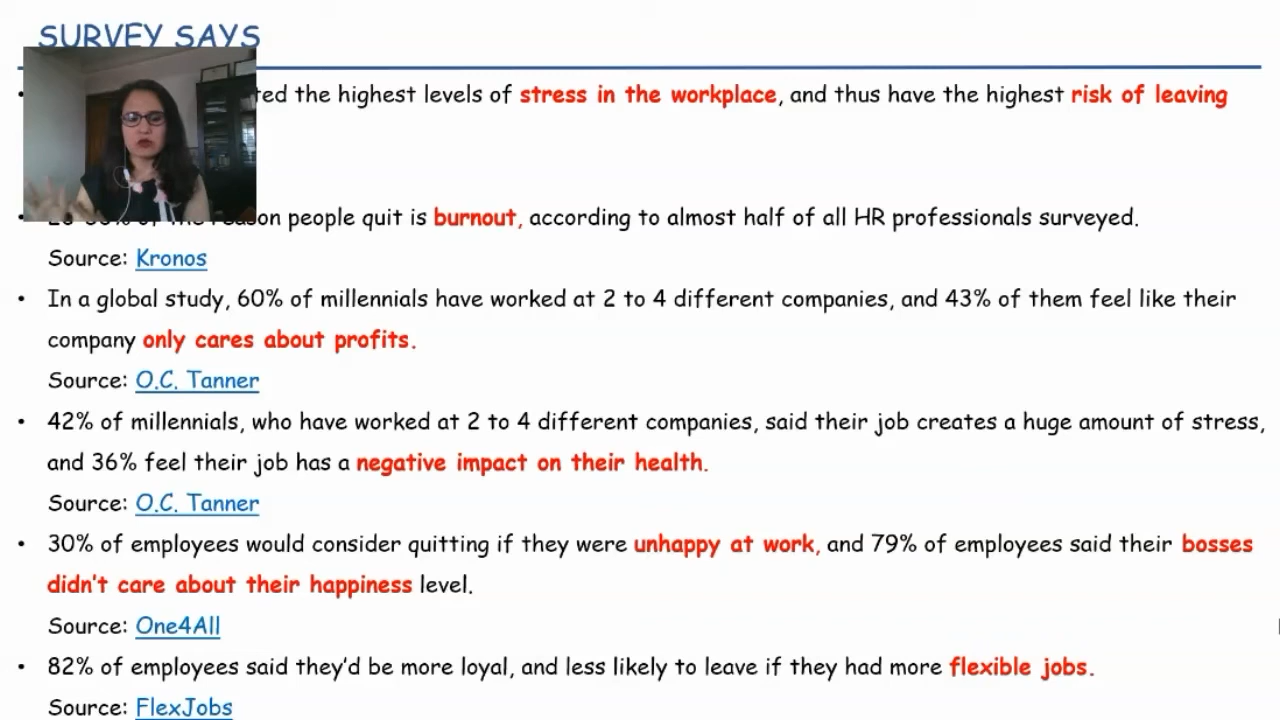 SURVEY SAYS
• ted the highest levels of stress in the workplace, and thus have the highest risk of leaving
• reason people quit is burnout, according to almost half of all HR professionals surveyed.
Source: Kronos
• In a global study, 60% of millennials have worked at 2 to 4 different companies, and 43% of them feel like their
company only cares about profits.
Source: O.C. Tanner
• 42% of millennials, who have worked at 2 to 4 different companies, said their job creates a huge amount of stress,
and 36% feel their job has a negative impact on their health.
Source: O.C. Tanner
• 30% of employees would consider quitting if they were unhappy at work, and 79% of employees said their bosses
didn't care about their happiness level.
Source: One4All
• 82% of employees said they'd be more loyal, and less likely to leave if they had more flexible jobs.
Source: FlexJobs